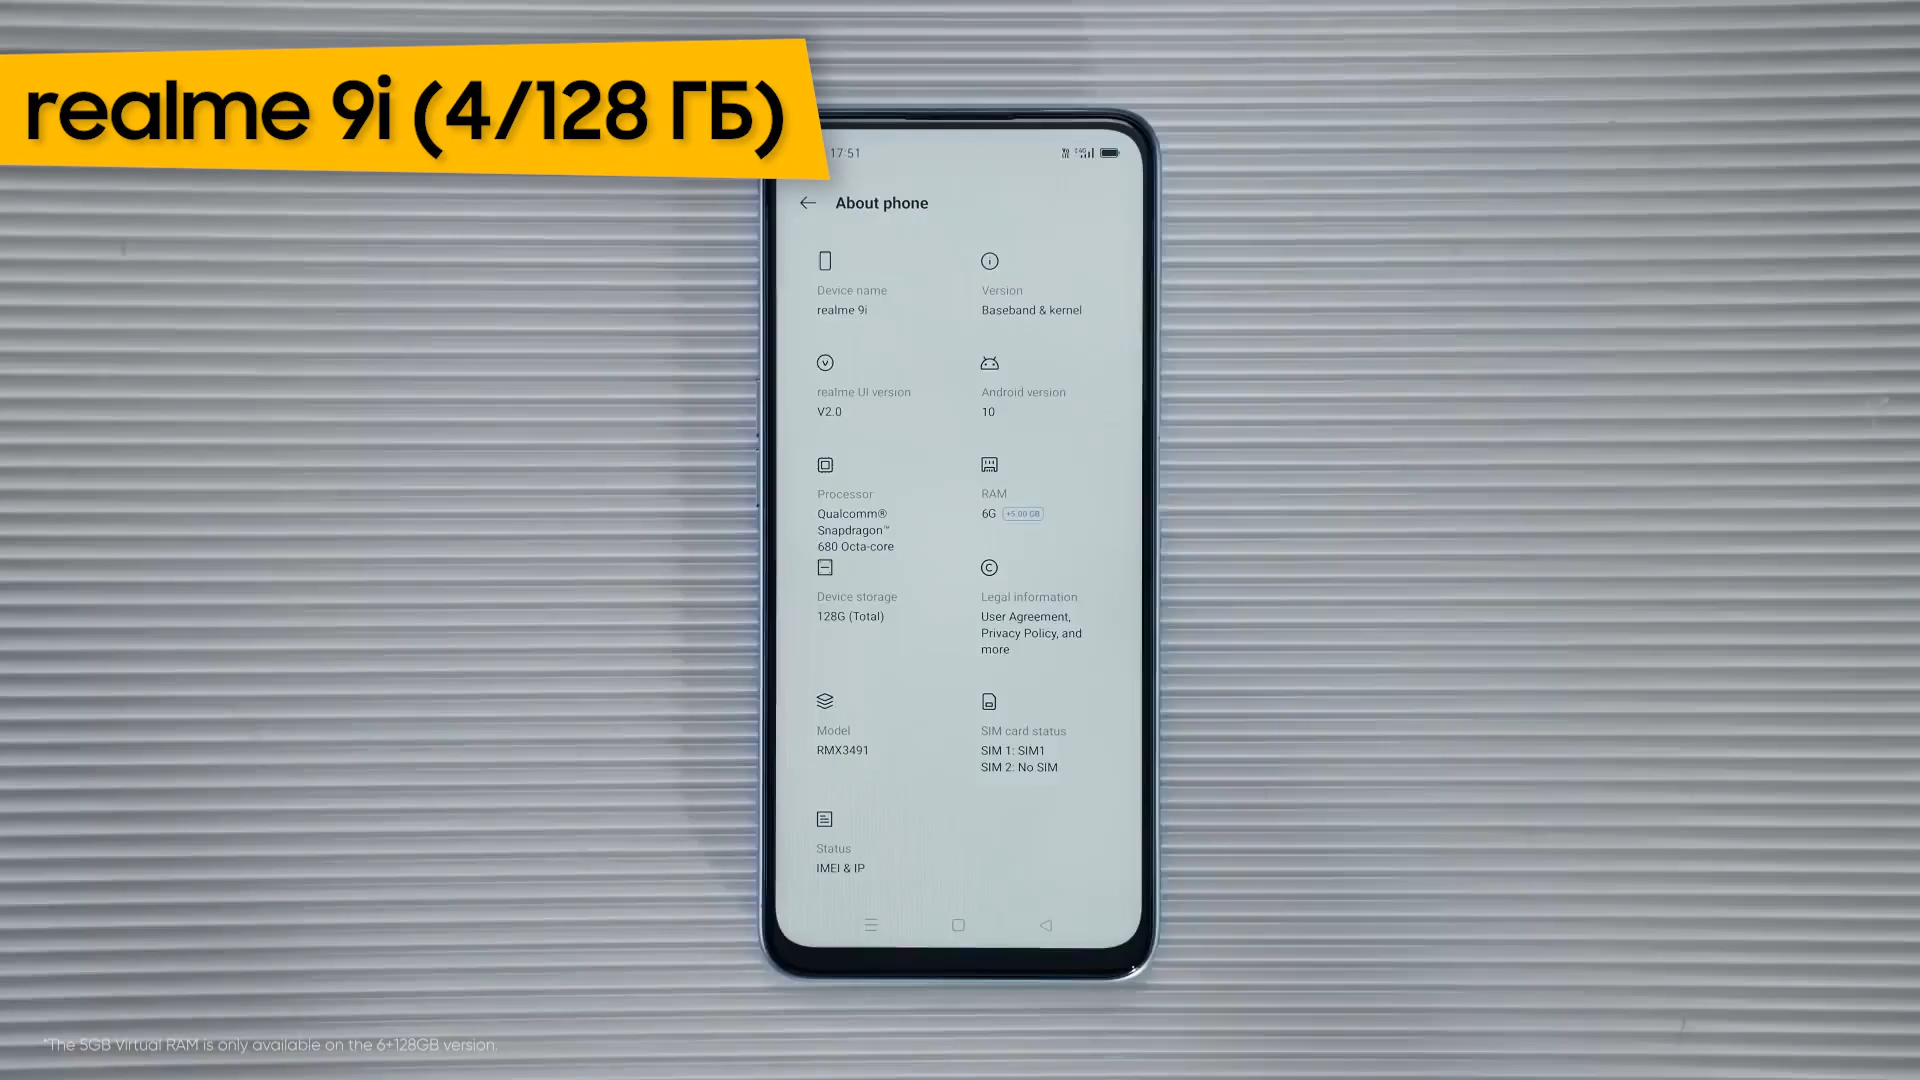 realme 9i (4/128 ГБ)
17:51
About phone
Device name
realme 9i
Version
Baseband & kernel
realme UI version
V2.0
Android version
10
Processor
Qualcomm®
Snapdragon™
680 Octa-core
RAM
6G +5.00 GB
Device storage
128G (Total)
Legal information
User Agreement,
Privacy Policy, and
more
Model
RMX3491
SIM card status
SIM 1: SIM1
SIM 2: No SIM
Status
IMEI & IP
*The 5GB Virtual RAM is only available on the 6+128GB version.